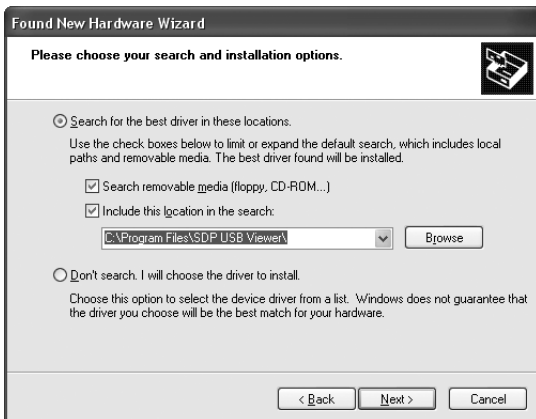 Found New Hardware Wizard
Please choose your search and installation options.
Search for the best driver in these locations.
Use the check boxes below to limit or expand the default search, which includes local
paths and removable media. The best driver found will be installed.
Search removable media (floppy, CD-ROM...)
Include this location in the search:
C:\Program Files\SDP USB Viewer\
Browse
Don't search. I will choose the driver to install.
Choose this option to select the device driver from a list. Windows does not guarantee that
the driver you choose will be the best match for your hardware.
< Back
Next >
Cancel